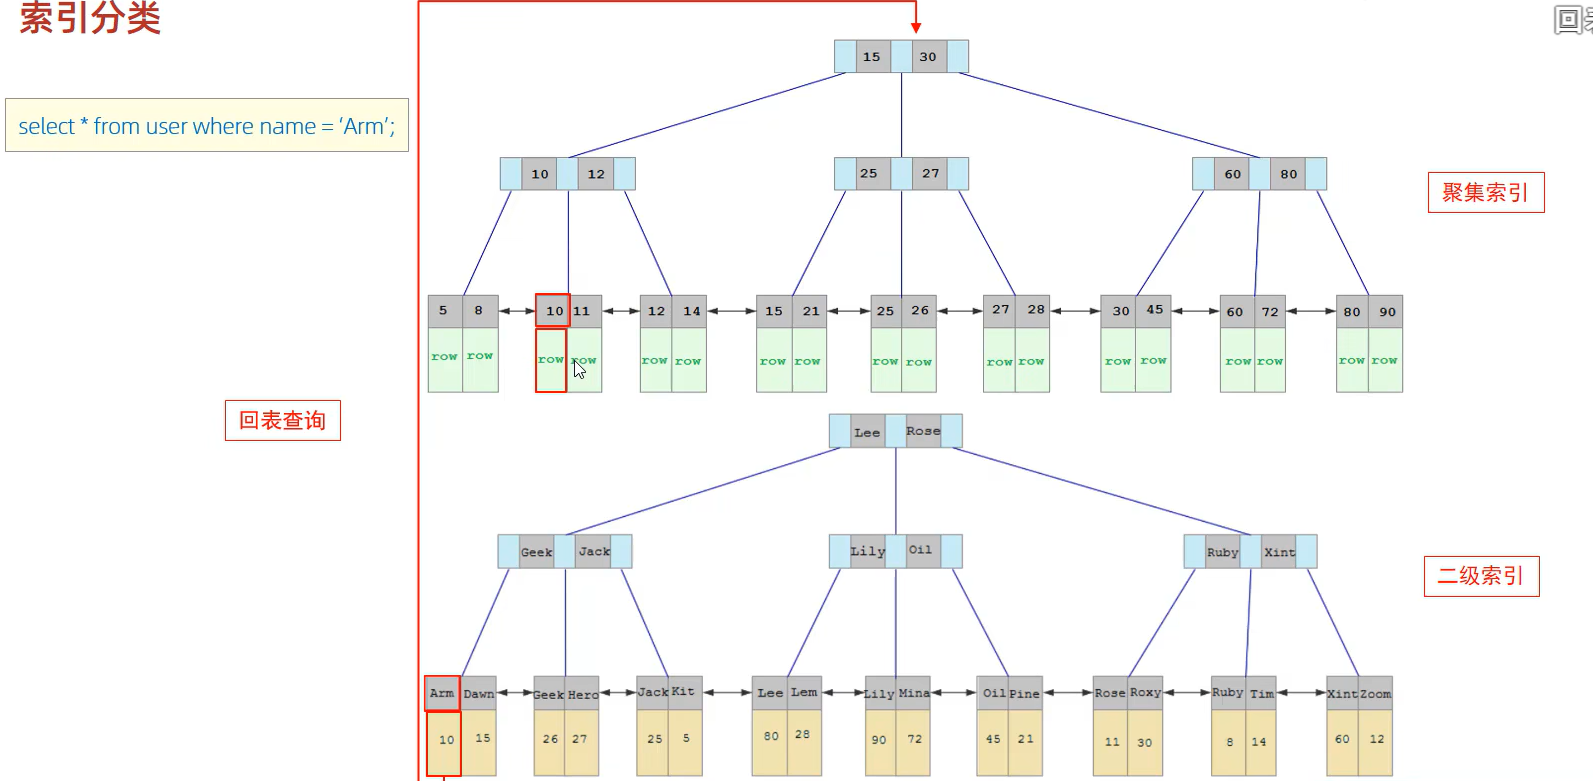 索引分类
回
select * from user where name = ‘Arm’;
15 30
10 12 25 27 60 80
聚集索引
5 8 10 11 12 14 15 21 25 26 27 28 30 45 60 72 80 90
row row row row row row row row row row row row row row row row row row
回表查询
Lee Rose
Geek Jack Lily Oil Ruby Xint
二级索引
Arm Dawn Geek Hero Jack Kit Lee Lem Lily Mina Oil Pine Rose Roxy Ruby Tim Xint Zoom
10 15 26 27 25 5 80 28 90 72 45 21 11 30 8 14 60 12